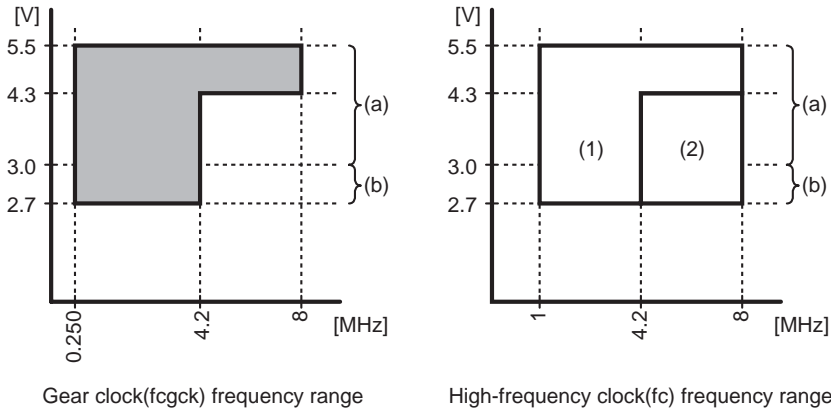 [V]
5.5
4.3
3.0
2.7
(a)
(b)
0.250
4.2
8
[MHz]
Gear clock(fcgck) frequency range
[V]
5.5
4.3
3.0
2.7
(1)
(2)
(a)
(b)
1
4.2
8
[MHz]
High-frequency clock(fc) frequency range